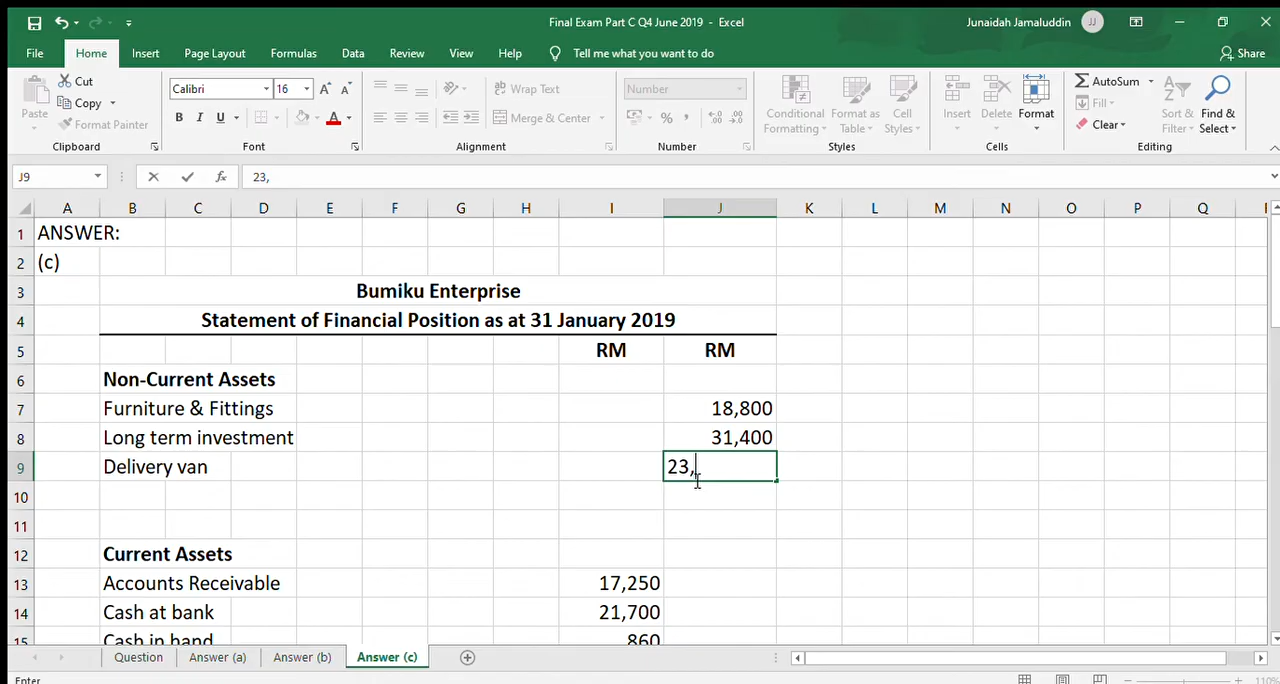 Final Exam Part C Q4 June 2019 - Excel
Junaidah Jamaluddin JJ
File Home Insert Page Layout Formulas Data Review View Help Tell me what you want to do Share
Paste Cut Copy Format Painter
Calibri 16 A A
B I U A
Wrap Text
Merge & Center
Number
%
Conditional Formatting Format as Table Cell Styles
Insert Delete Format
AutoSum
Fill
Clear
Sort & Filter Find & Select
Clipboard Font Alignment Number Styles Cells Editing
J9 fx 23,
A B C D E F G H I J K L M N O P Q
1 ANSWER:
2 (c)
3 Bumiku Enterprise
4 Statement of Financial Position as at 31 January 2019
5 RM RM
6 Non-Current Assets
7 Furniture & Fittings 18,800
8 Long term investment 31,400
9 Delivery van 23,
10
11
12 Current Assets
13 Accounts Receivable 17,250
14 Cash at bank 21,700
15 Cash in hand 860
Question Answer (a) Answer (b) Answer (c)
Enter 110%